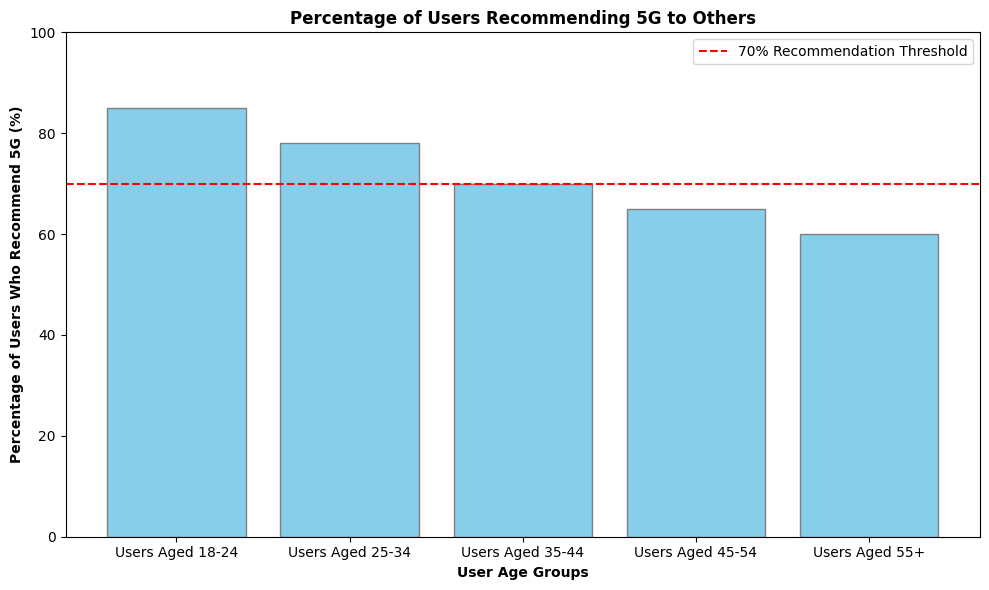 Percentage of Users Recommending 5G to Others
70% Recommendation Threshold
Percentage of Users Who Recommend 5G (%)
100
80
60
40
20
0
Users Aged 18-24 Users Aged 25-34 Users Aged 35-44 Users Aged 45-54 Users Aged 55+
User Age Groups